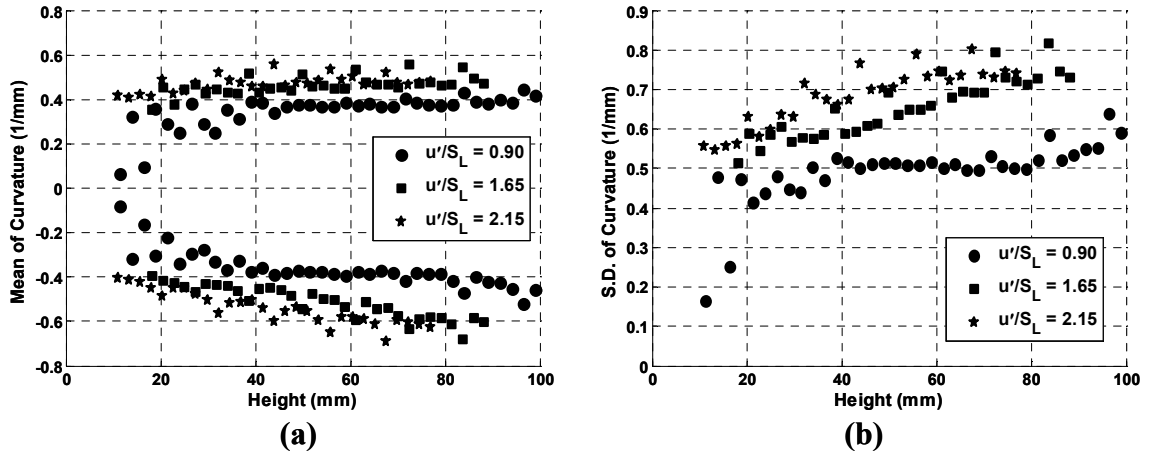 0.8
0.6
0.4
0.2
0
-0.2
-0.4
-0.6
-0.8
Mean of Curvature (1/mm)
u'/S_L = 0.90
u'/S_L = 1.65
u'/S_L = 2.15
0 20 40 60 80 100
Height (mm)
(a)
0.9
0.8
0.7
0.6
0.5
0.4
0.3
0.2
0.1
0
S.D. of Curvature (1/mm)
u'/S_L = 0.90
u'/S_L = 1.65
u'/S_L = 2.15
0 20 40 60 80 100
Height (mm)
(b)